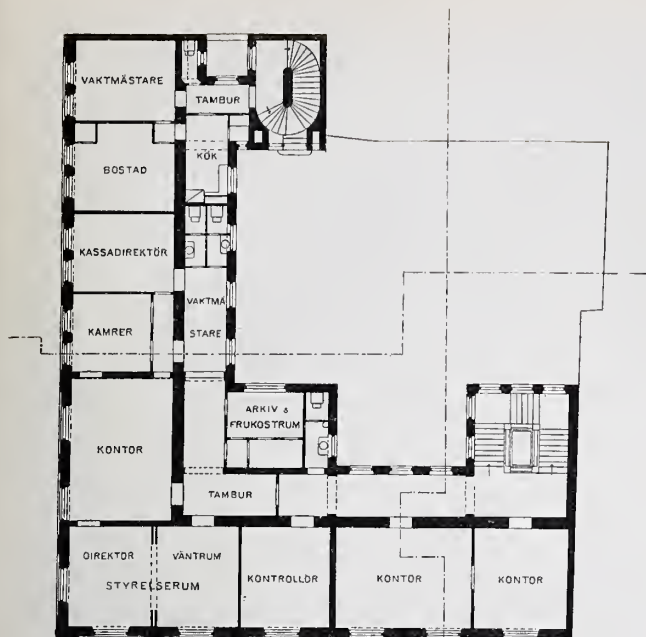 VAKTMÄSTARE
TAMBUR
BOSTAD
KÖK
KASSADIREKTÖR
VAKTMÄ
STARE
KAMRER
ARKIV &
FRUKOSTRUM
KONTOR
TAMBUR
DIREKTÖR
VÄNTRUM
STYRELSERUM
KONTROLLÖR
KONTOR
KONTOR